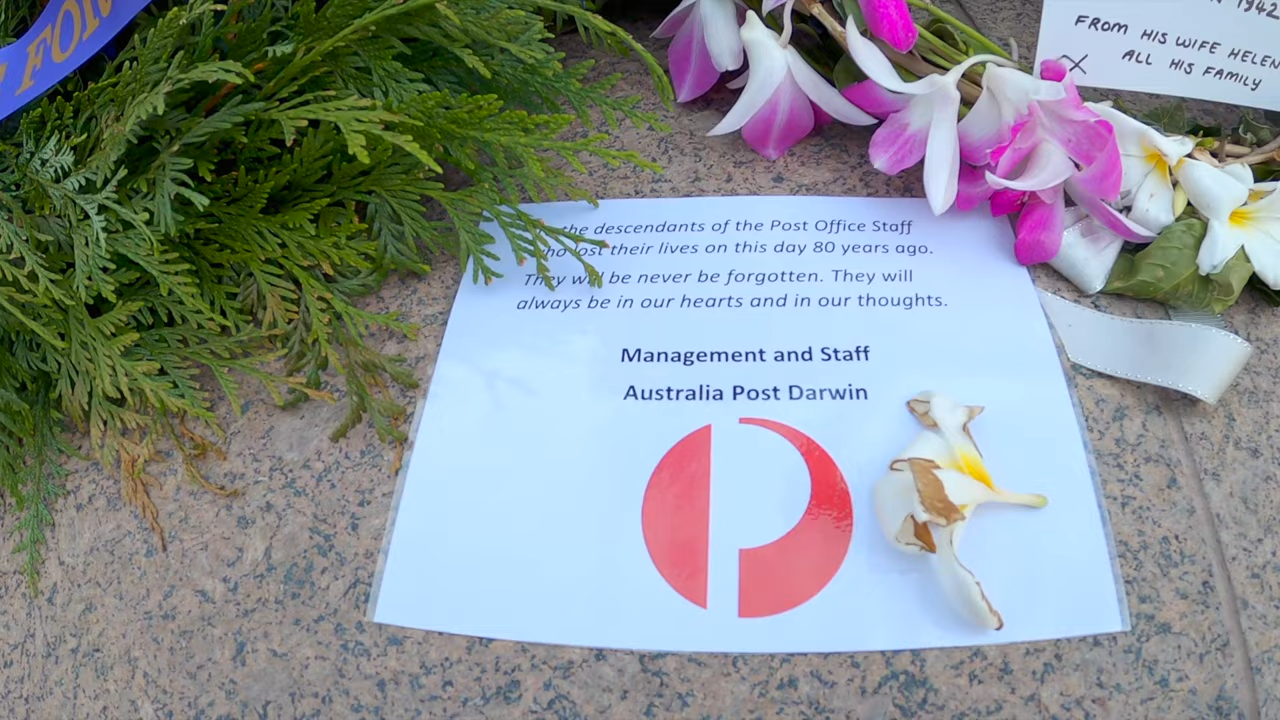 FOR
1942
FROM HIS WIFE HELEN
ALL HIS FAMILY
the descendants of the Post Office Staff
who lost their lives on this day 80 years ago.
They will be never be forgotten. They will
always be in our hearts and in our thoughts.
Management and Staff
Australia Post Darwin